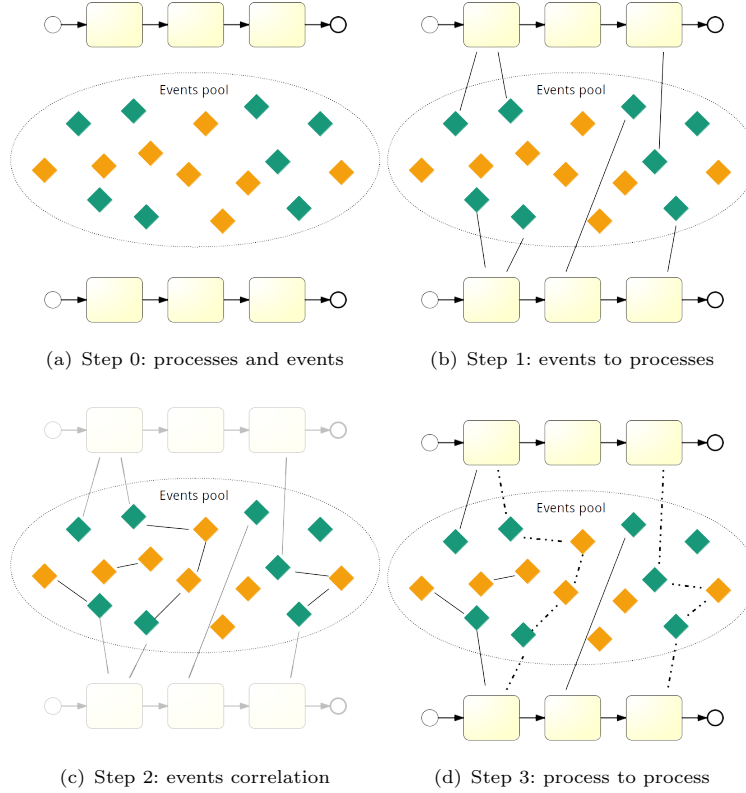 Events pool
Events pool
(a) Step 0: processes and events
(b) Step 1: events to processes
Events pool
Events pool
(c) Step 2: events correlation
(d) Step 3: process to process